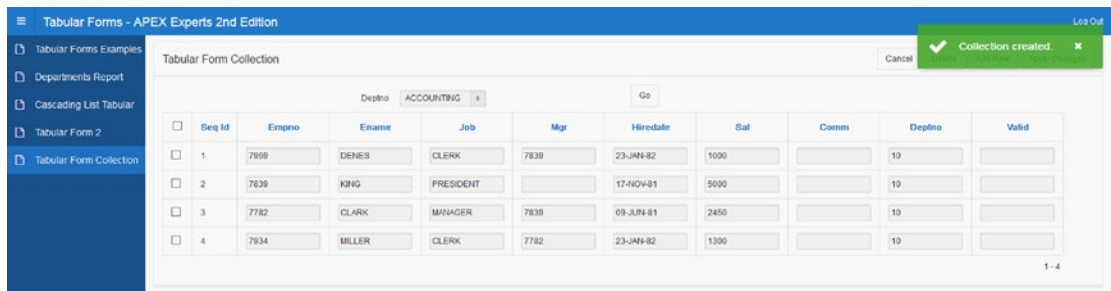 Tabular Forms - APEX Experts 2nd Edition
Log Out
Tabular Forms Examples
Departments Report
Cascading List Tabular
Tabular Form 2
Tabular Form Collection
Tabular Form Collection
Cancel
Collection created.
Deptno ACCOUNTING Go
Seq Id Empno Ename Job Mgr Hiredate Sal Comm Deptno Valid
1 7999 DENES CLERK 7839 23-JAN-82 1000 10
2 7839 KING PRESIDENT 17-NOV-81 5000 10
3 7782 CLARK MANAGER 7839 09-JUN-81 2450 10
4 7934 MILLER CLERK 7782 23-JAN-82 1300 10
1 - 4